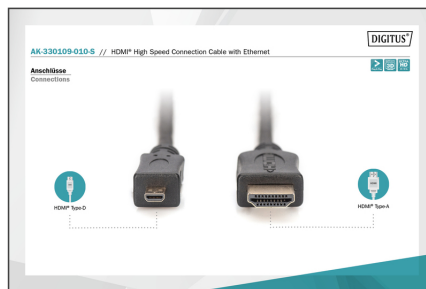 DIGITUS®
AK-330109-010-S // HDMI® High Speed Connection Cable with Ethernet
Anschlüsse
Connections
HDMI® Type-D
HDMI® Type-A